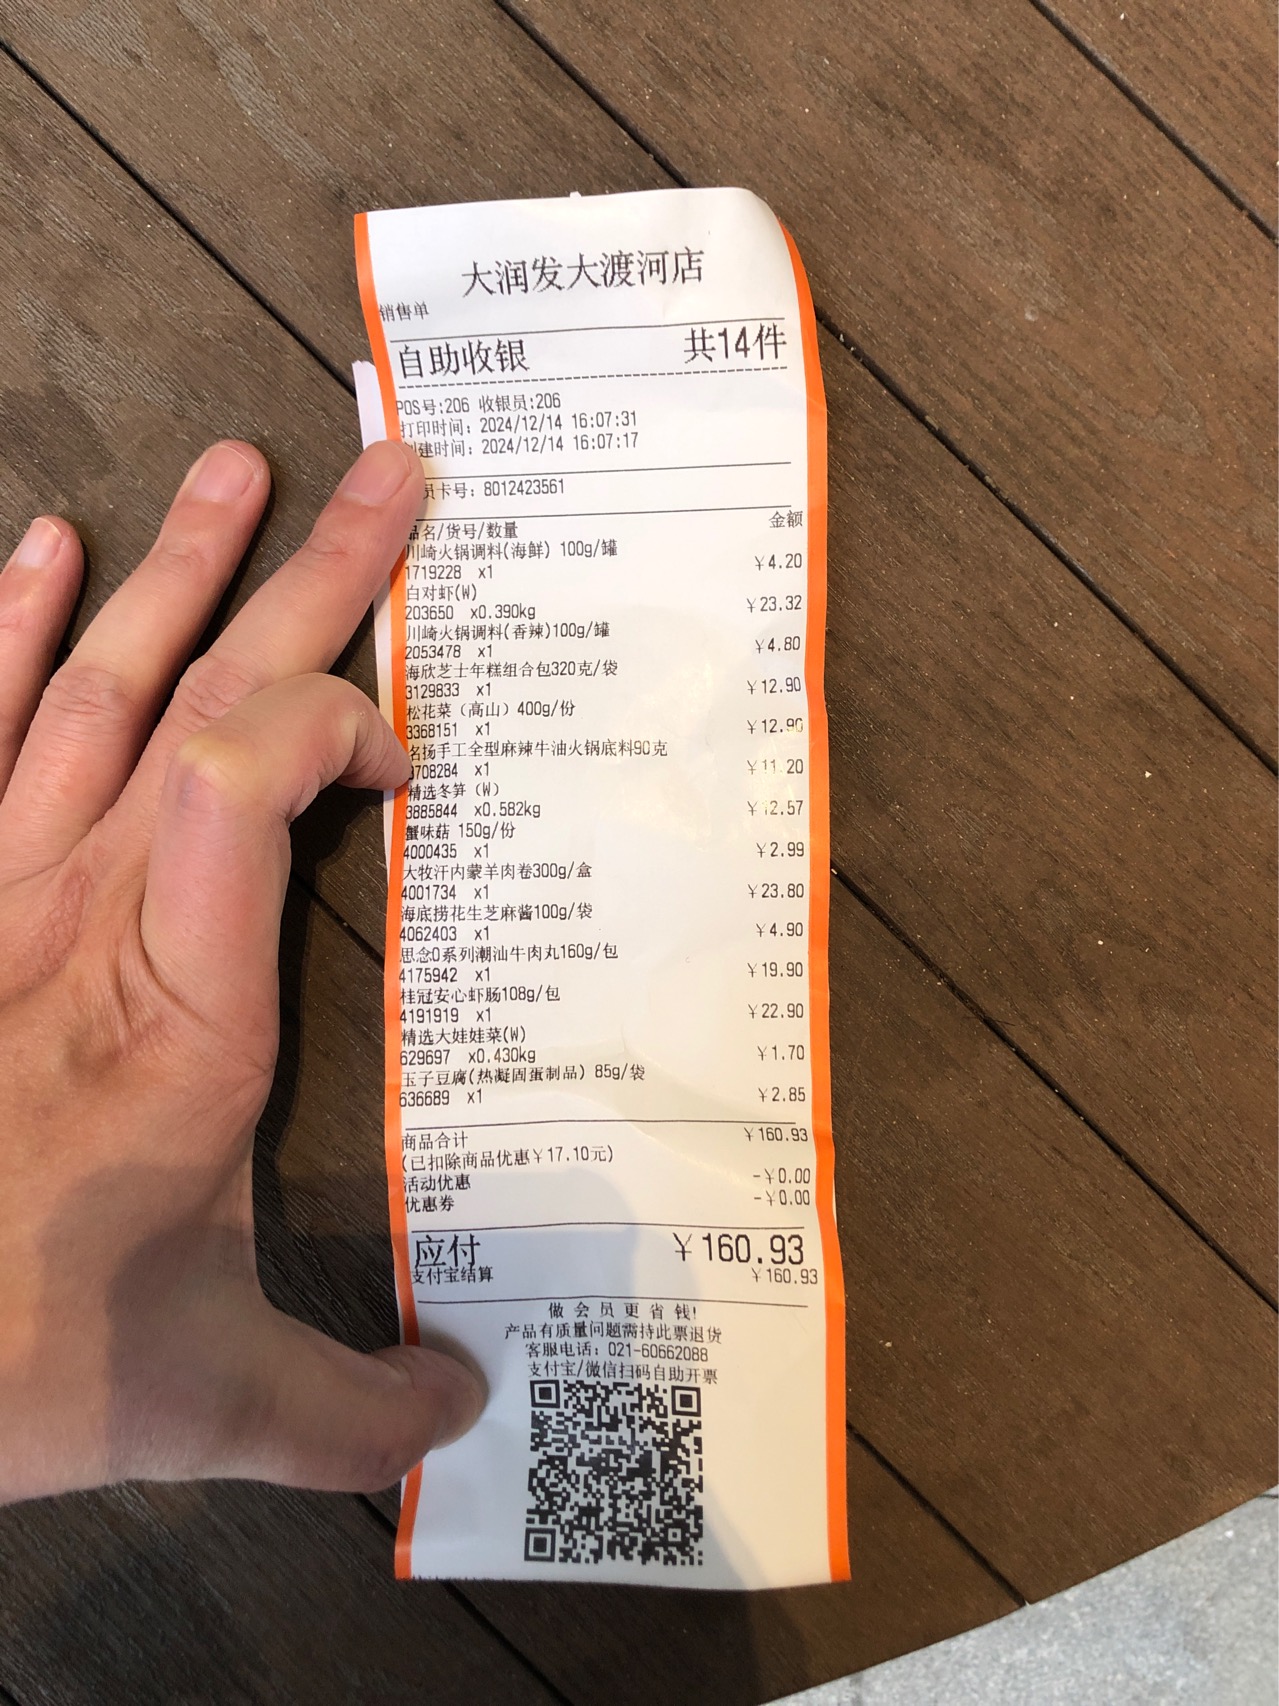 大润发大渡河店
销售单
自助收银 共14件
POS号:206 收银员:206
打印时间: 2024/12/14 16:07:31
建时间: 2024/12/14 16:07:17
员卡号: 8012423561
品名/货号/数量 金额
川崎火锅调料(海鲜) 100g/罐
1719228 x1 ¥4.20
白对虾(W)
203650 x0.390kg ¥23.32
川崎火锅调料(香辣)100g/罐
2053478 x1 ¥4.80
海欣芝士年糕组合包320克/袋
3129833 x1 ¥12.90
松花菜（高山）400g/份
3368151 x1 ¥12.90
名扬手工全型麻辣牛油火锅底料90克
3708284 x1 ¥11.20
精选冬笋（W）
3885844 x0.582kg ¥12.57
蟹味菇 150g/份
4000435 x1 ¥2.99
大牧汗内蒙羊肉卷300g/盒
4001734 x1 ¥23.80
海底捞花生芝麻酱100g/袋
4062403 x1 ¥4.90
思念0系列潮汕牛肉丸160g/包
4175942 x1 ¥19.90
桂冠安心虾肠108g/包
4191919 x1 ¥22.90
精选大娃娃菜(W)
629697 x0.430kg ¥1.70
玉子豆腐(热凝固蛋制品) 85g/袋
636689 x1 ¥2.85
商品合计 ¥160.93
(已扣除商品优惠¥17.10元)
活动优惠 -¥0.00
优惠券 -¥0.00
应付 ¥160.93
支付宝结算 ¥160.93
做 会 员 更 省 钱!
产品有质量问题需持此票退货
客服电话: 021-60662088
支付宝/微信扫码自助开票